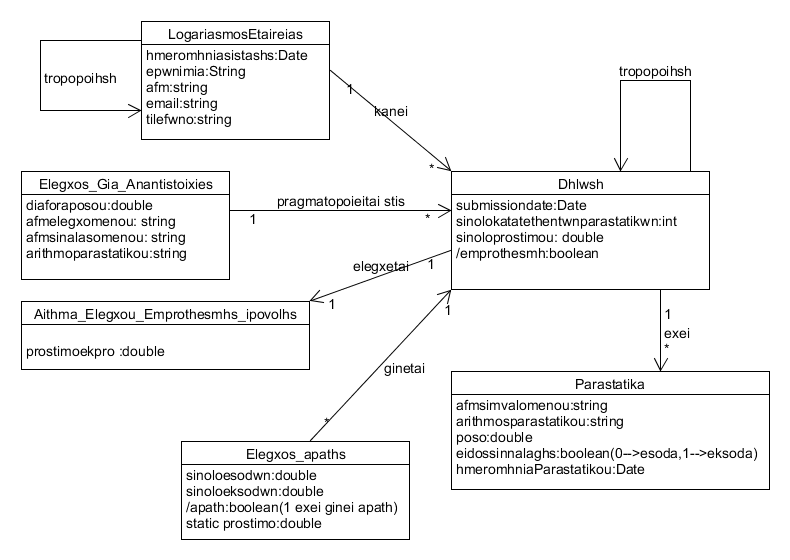 LogariasmosEtaireias
hmeromhniasistashs:Date
epwnimia:String
afm:string
email:string
tilefwno:string
tropopoihsh
1
kanei
*
tropopoihsh
Elegxos_Gia_Anantistoixies
diaforaposou:double
afmelegxomenou: string
afmsinalasomenou: string
arithmoparastatikou:string
pragmatopoieitai stis
1
*
Dhlwsh
submissiondate:Date
sinolokatatethentwnparastatikwn:int
sinoloprostimou: double
/emprothesmh:boolean
elegxetai
1
1
Aithma_Elegxou_Emprothesmhs_ipovolhs
prostimoekpro :double
1
ginetai
*
1
exei
*
Elegxos_apaths
sinoloesodwn:double
sinoloeksodwn:double
/apath:boolean(1 exei ginei apath)
static prostimo:double
Parastatika
afmsimvalomenou:string
arithmosparastatikou:string
poso:double
eidossinnalaghs:boolean(0-->esoda,1-->eksoda)
hmeromhniaParastatikou:Date